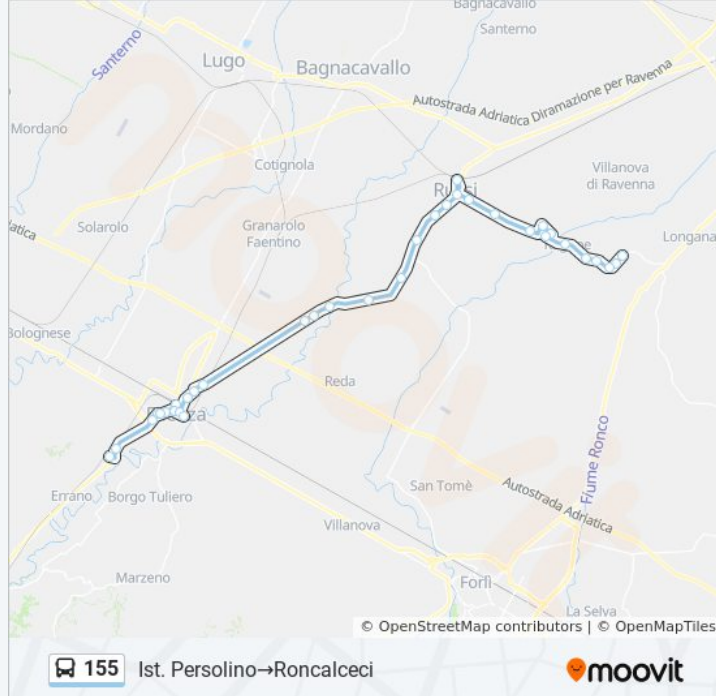 Bagnacavallo
Santerno
Santerno
Lugo
Bagnacavallo
Autostrada Adriatica Diramazione per Ravenna
Mordano
Cotignola
Villanova
di Ravenna
Solarolo
Granarolo
Faentino
Longana
Bolognese
Reda
Errano
Borgo Tuliero
San Tomè
Autostrada Adriatica
Fiume Ronco
Villanova
Marzeno
Forlì
La Selva
moovit
© OpenStreetMap contributors | © OpenMapTiles
155 Ist. Persolino→Roncalceci
moovit